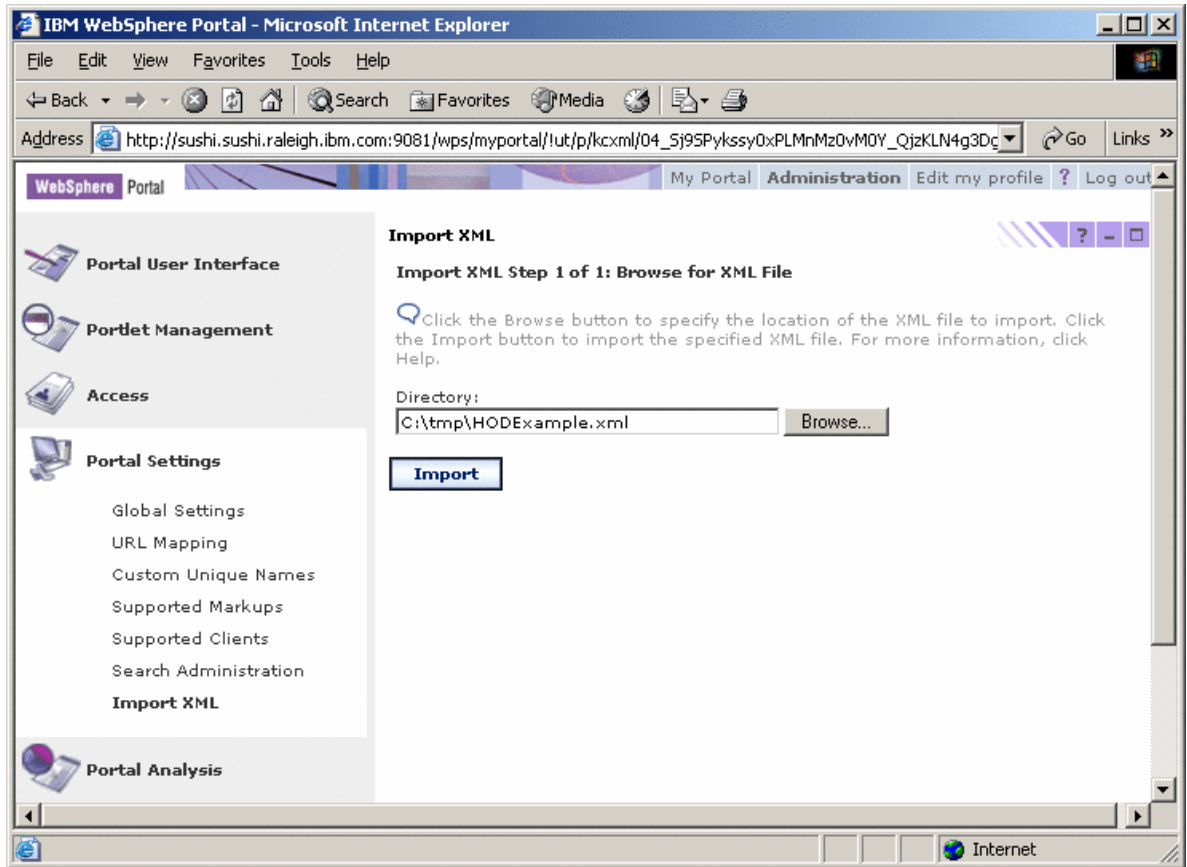 IBM WebSphere Portal - Microsoft Internet Explorer
File Edit View Favorites Tools Help
Back Search Favorites Media
Address http://sushi.sushi.raleigh.ibm.com:9081/wps/myportal/!ut/p/kcxml/04_Sj9SPykssy0xPLMnMz0vM0Y_QjzKLN4g3Dg Go Links »
WebSphere Portal My Portal Administration Edit my profile ? Log out
Import XML ?
Import XML Step 1 of 1: Browse for XML File
Click the Browse button to specify the location of the XML file to import. Click
the Import button to import the specified XML file. For more information, click
Help.
Directory:
C:\tmp\HODExample.xml Browse...
Import
Portal User Interface
Portlet Management
Access
Portal Settings
Global Settings
URL Mapping
Custom Unique Names
Supported Markups
Supported Clients
Search Administration
Import XML
Portal Analysis
Internet